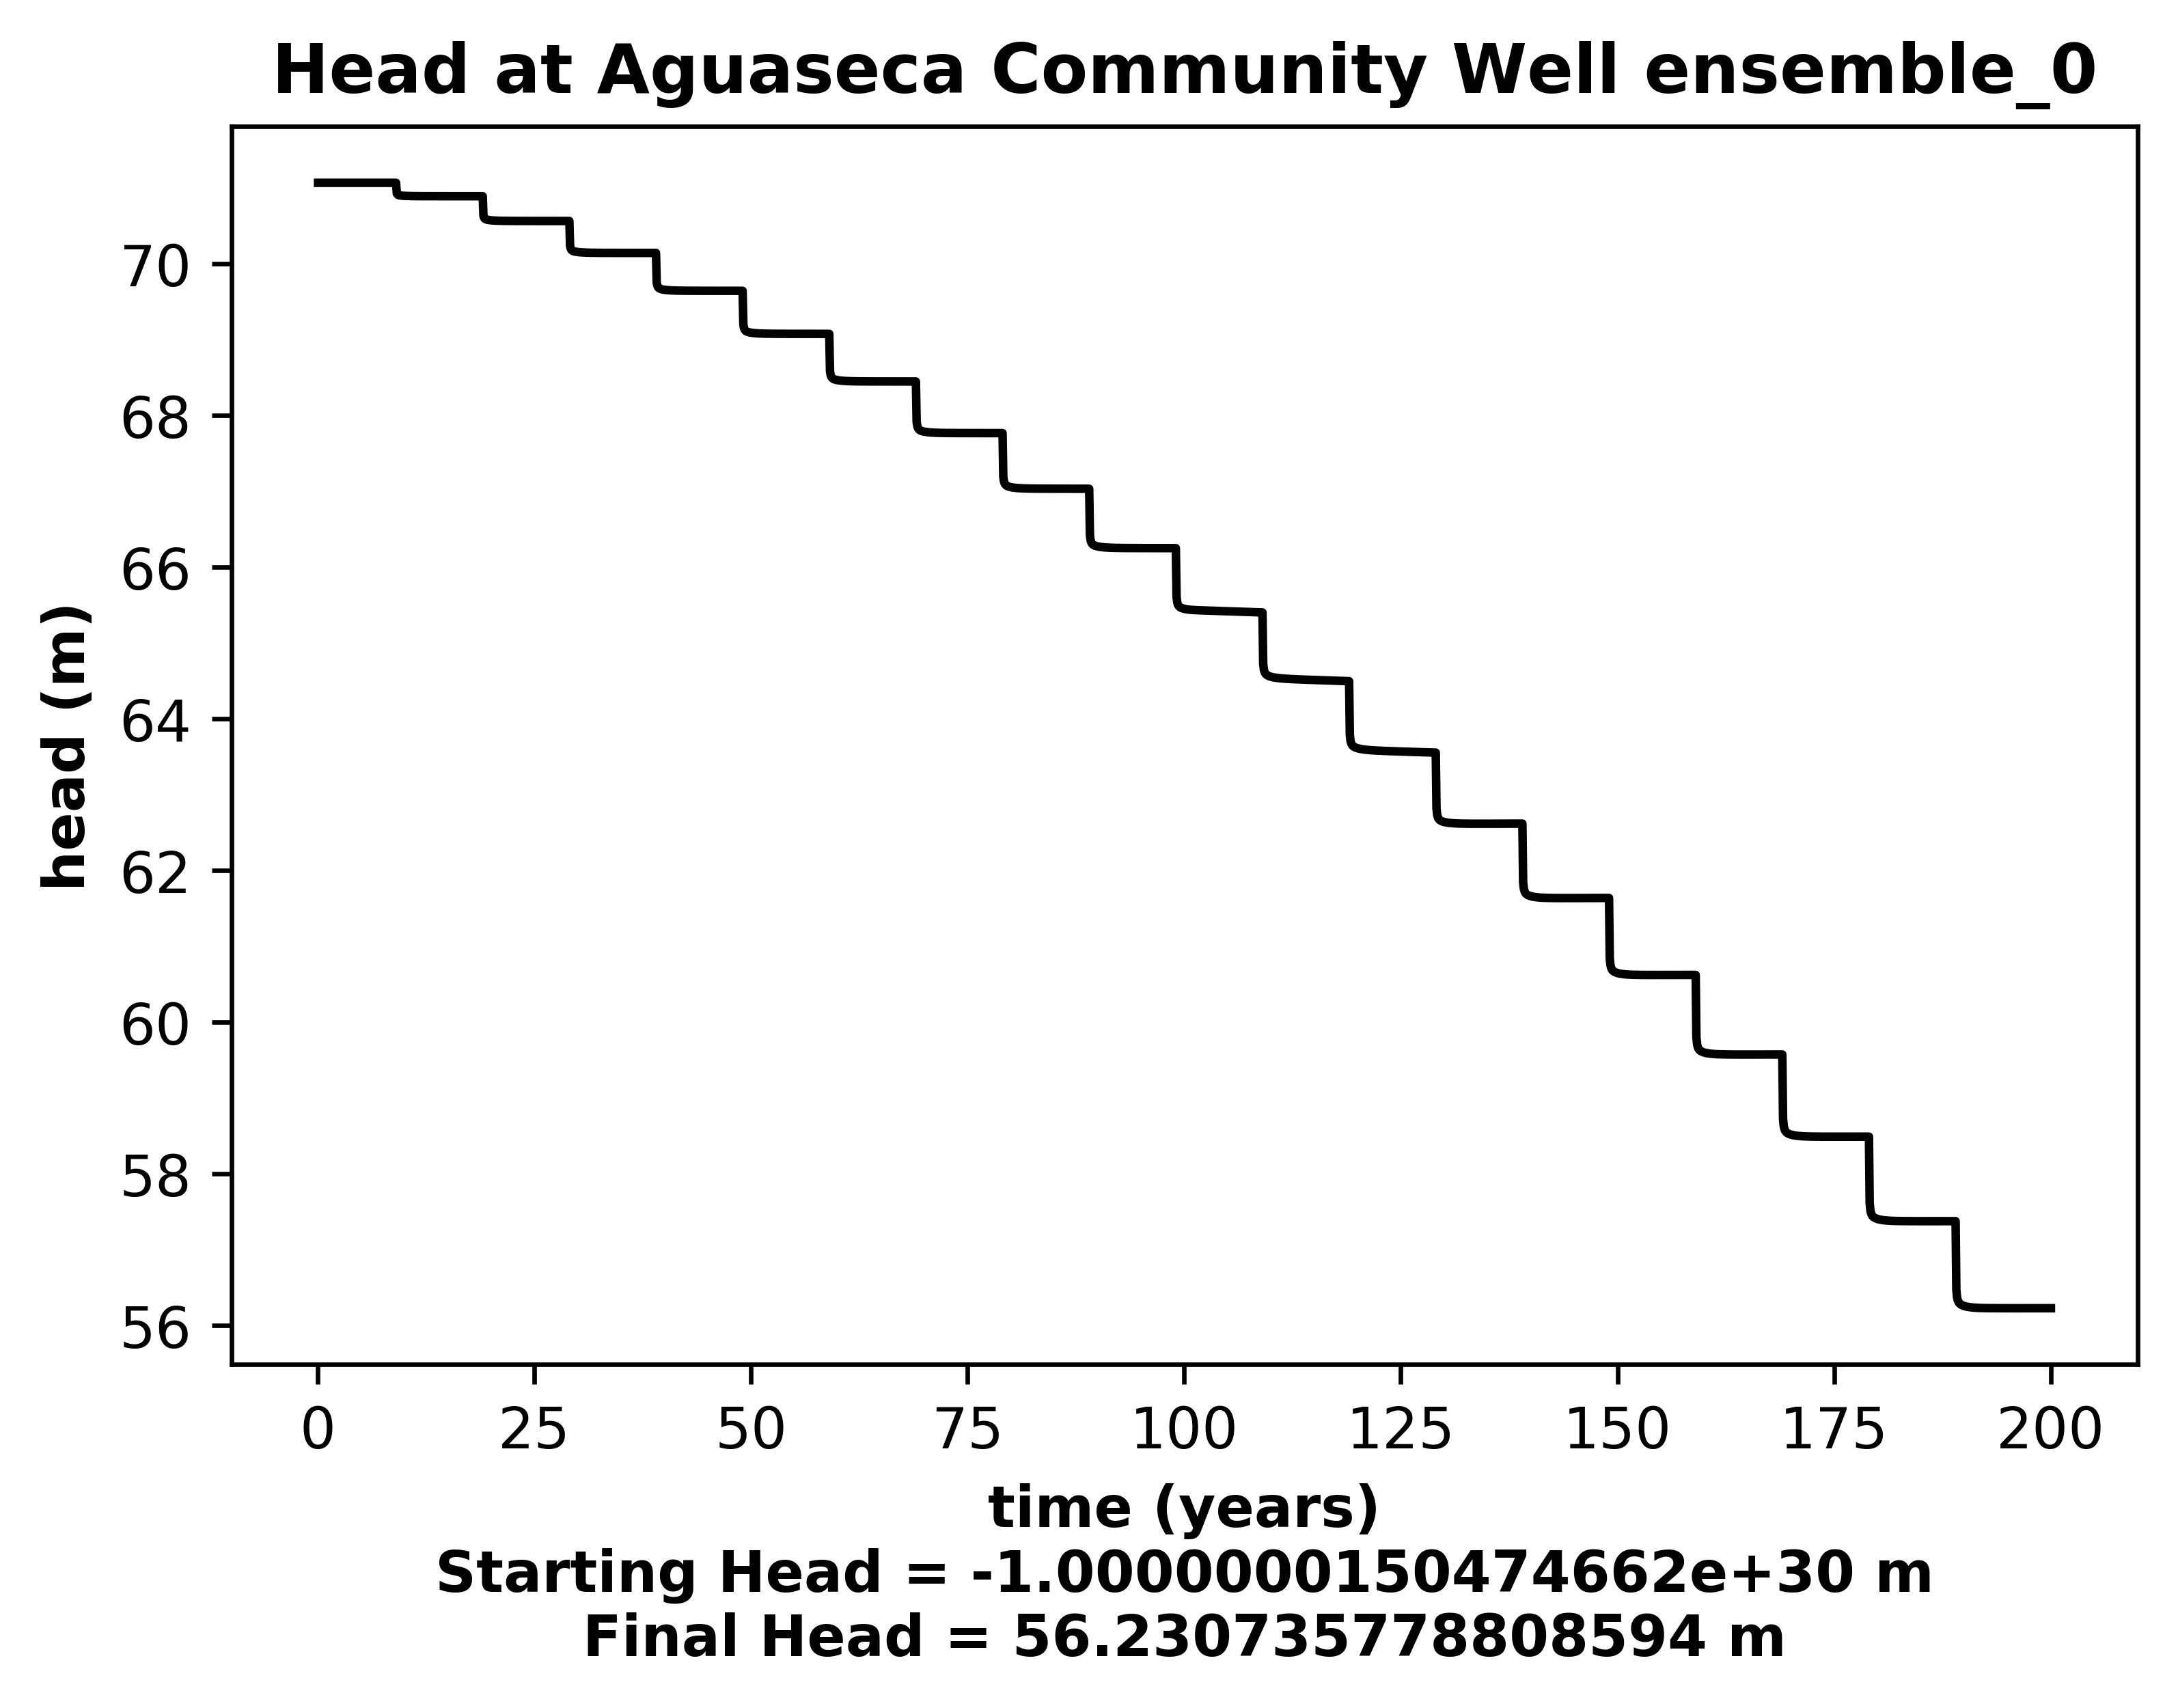 Head at Aguaseca Community Well ensemble_0
head (m)
70
68
66
64
62
60
58
56
0 25 50 75 100 125 150 175 200
time (years)
Starting Head = -1.0000000150474662e+30 m
Final Head = 56.230735778808594 m